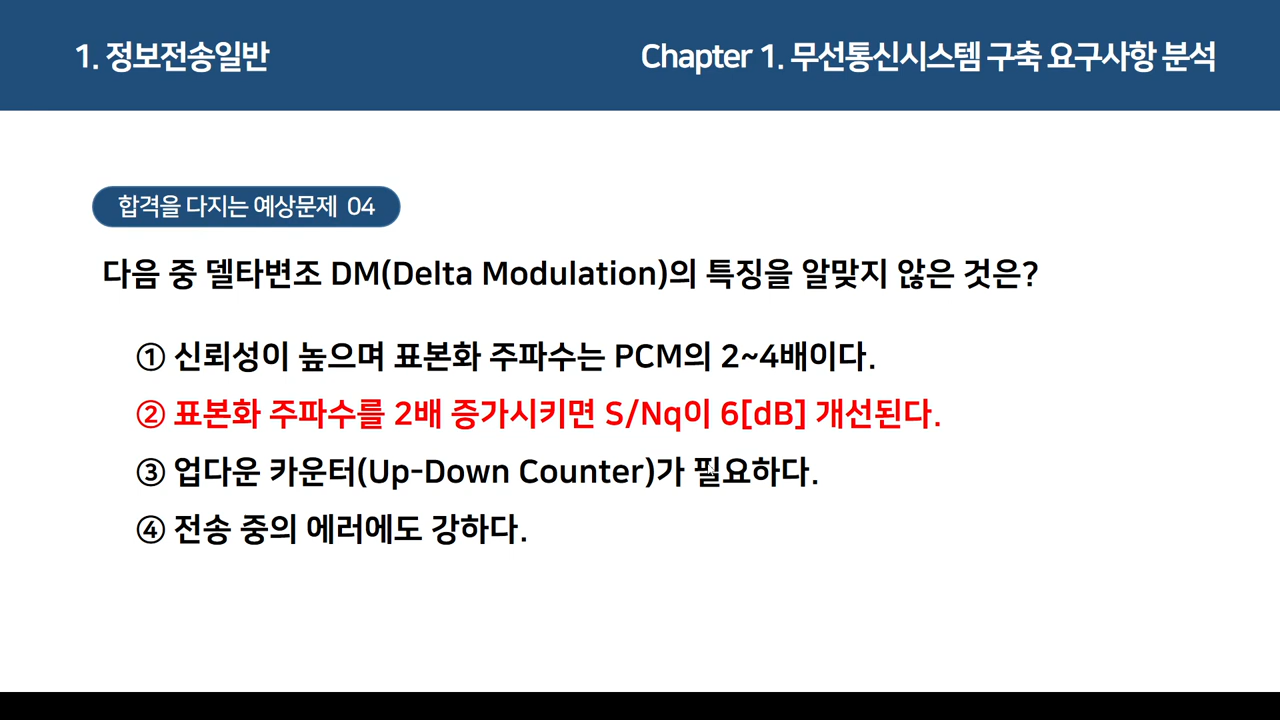 1. 정보전송일반
Chapter 1. 무선통신시스템 구축 요구사항 분석
합격을 다지는 예상문제 04
다음 중 델타변조 DM(Delta Modulation)의 특징을 알맞지 않은 것은?
① 신뢰성이 높으며 표본화 주파수는 PCM의 2~4배이다.
② 표본화 주파수를 2배 증가시키면 S/Nq이 6[dB] 개선된다.
③ 업다운 카운터(Up-Down Counter)가 필요하다.
④ 전송 중의 에러에도 강하다.